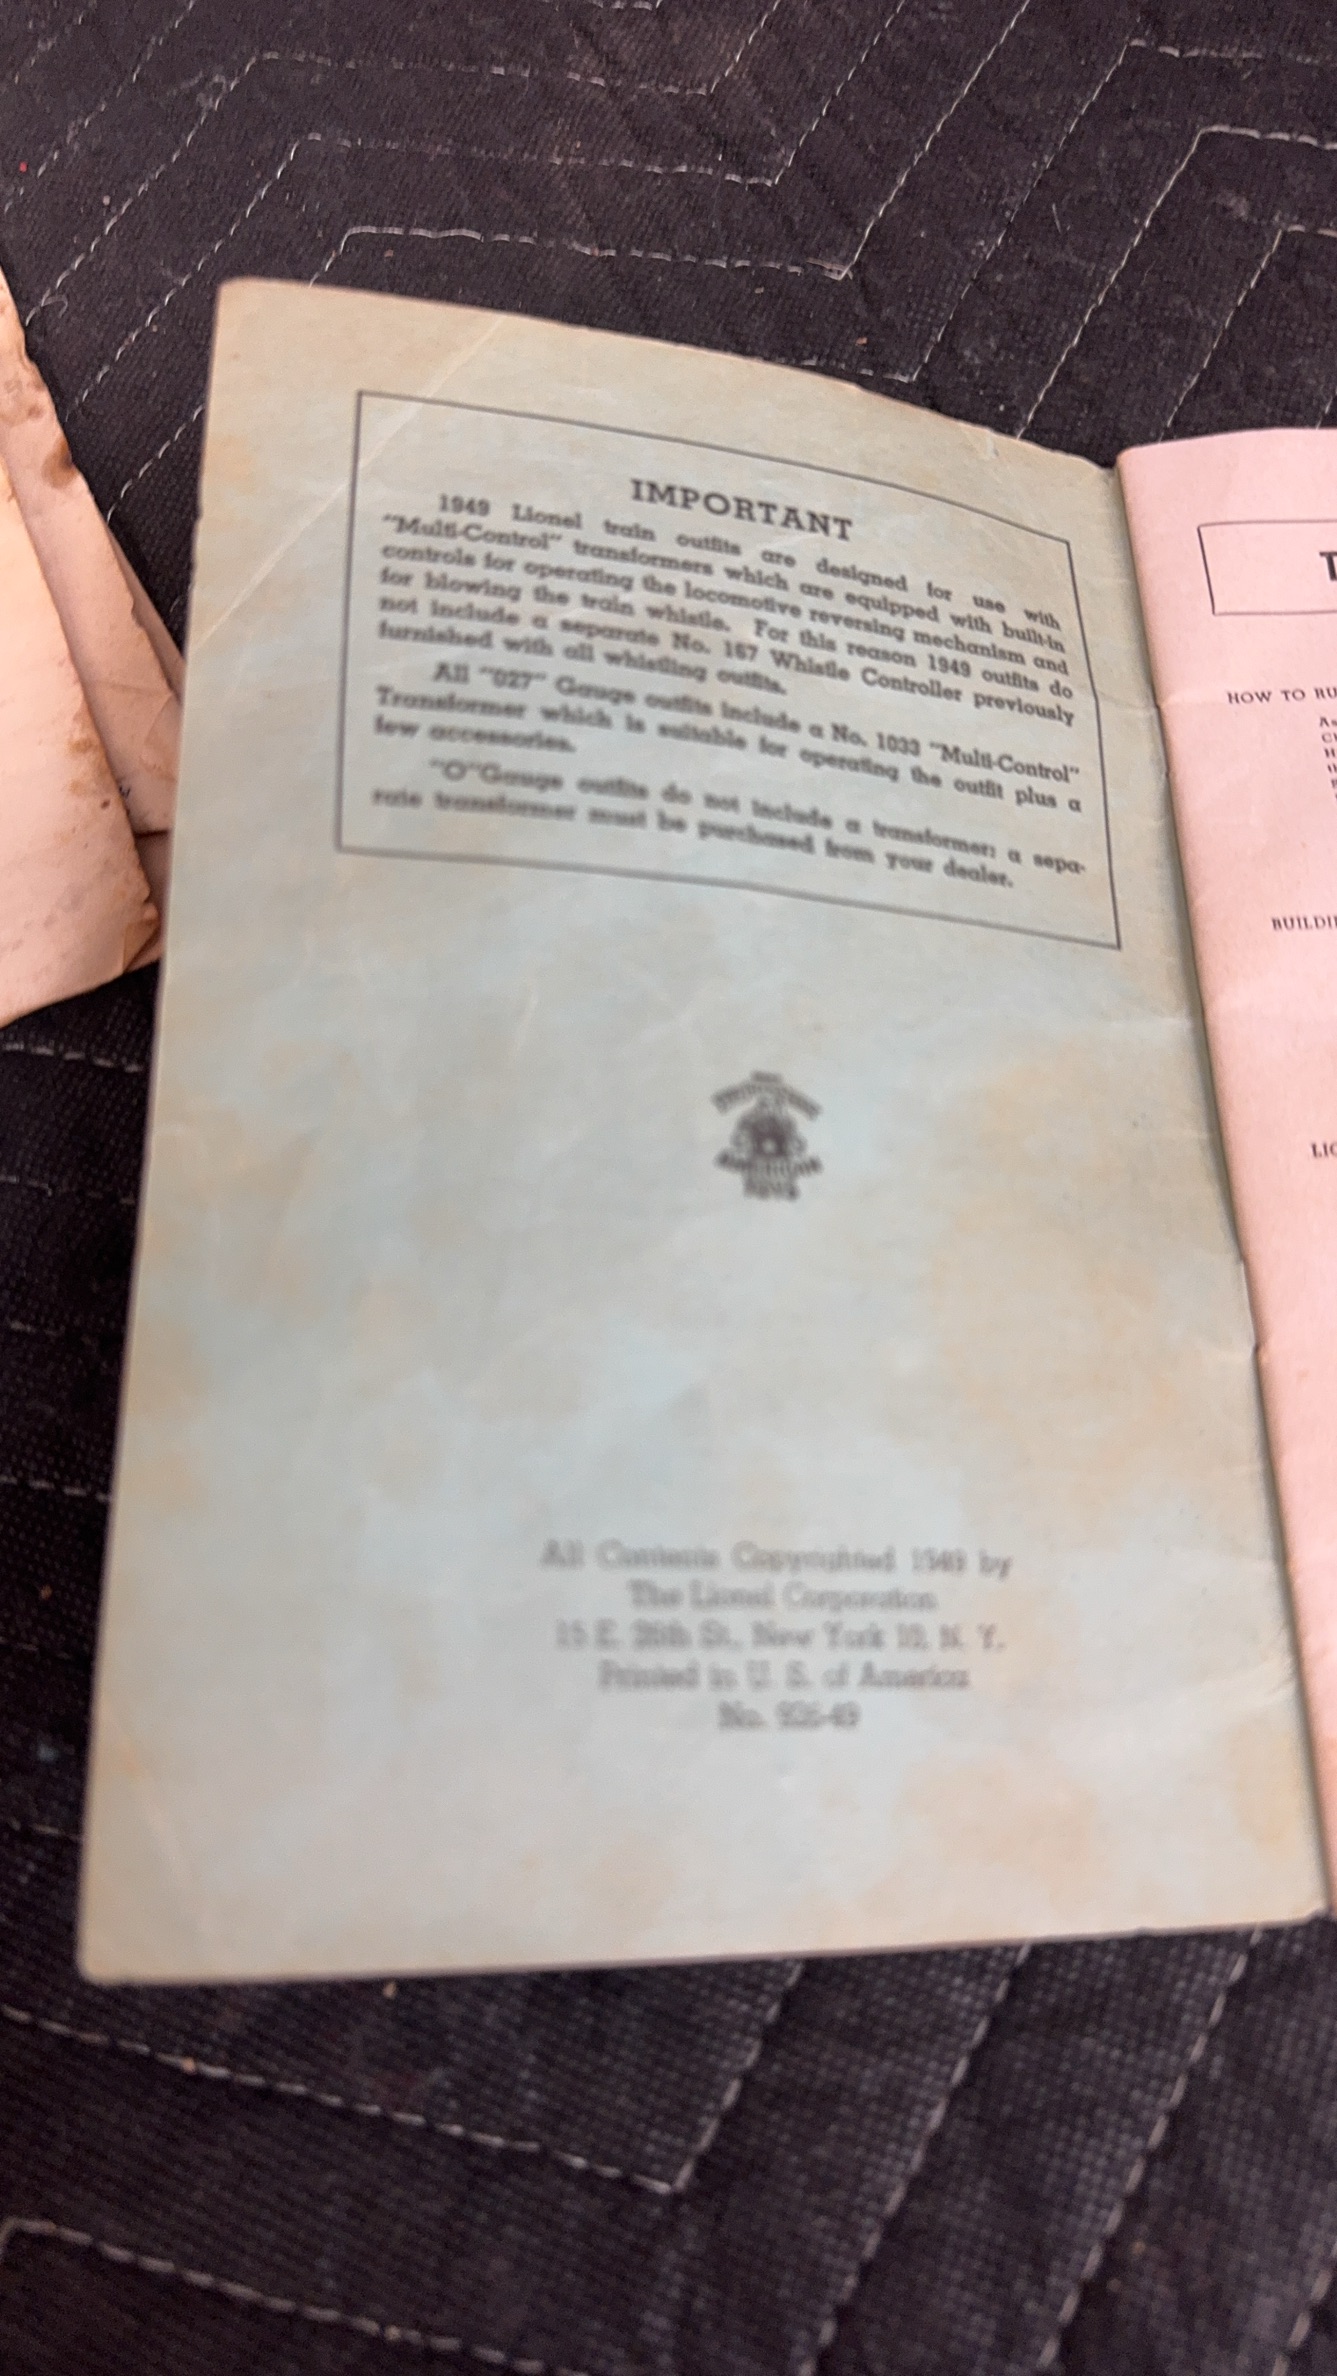 IMPORTANT
1949 Lionel train outfits are designed for use with
"Multi-Control" transformers which are equipped with built-in
controls for operating the locomotive reversing mechanism and
for blowing the train whistle. For this reason 1949 outfits do
not include a separate No. 167 Whistle Controller previously
furnished with all whistling outfits.
All "027" Gauge outfits include a No. 1033 "Multi-Control"
Transformer which is suitable for operating the outfit plus a
few accessories.
"O" Gauge outfits do not include a transformer; a sepa-
rate transformer must be purchased from your dealer.
All Contents Copyrighted 1949 by
The Lionel Corporation
15 E. 26th St., New York 10, N. Y.
Printed in U. S. of America
No. 926-49
T
HOW TO RU
BUILDI